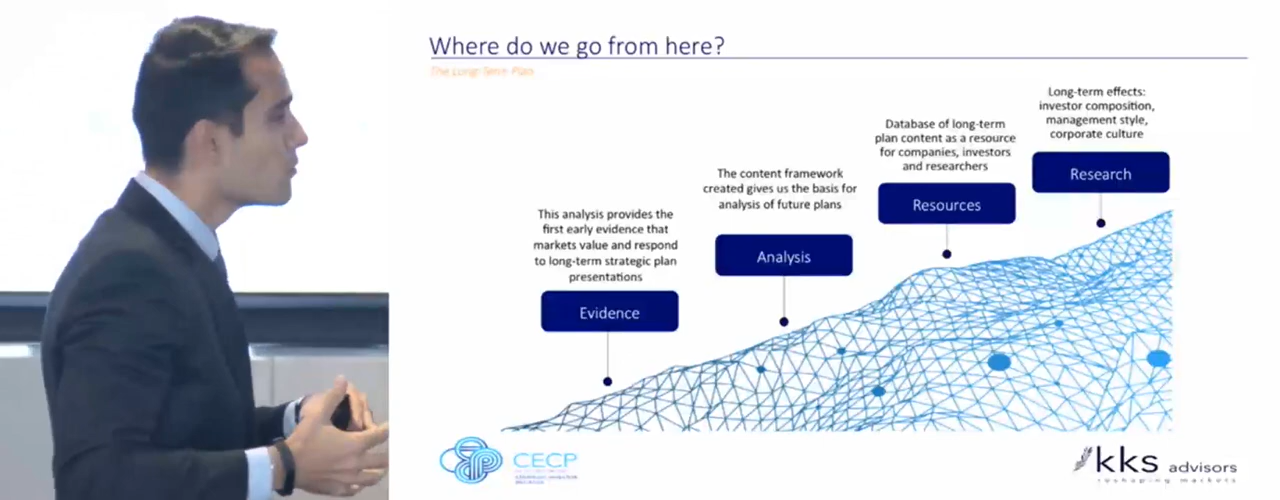 Where do we go from here?
The Long-Term Plan
Long-term effects:
investor composition,
management style,
corporate culture
Research
Database of long-term
plan content as a resource
for companies, investors
and researchers
Resources
The content framework
created gives us the basis for
analysis of future plans
Analysis
This analysis provides the
first early evidence that
markets value and respond
to long-term strategic plan
presentations
Evidence
CECP
kks advisors
reshaping markets